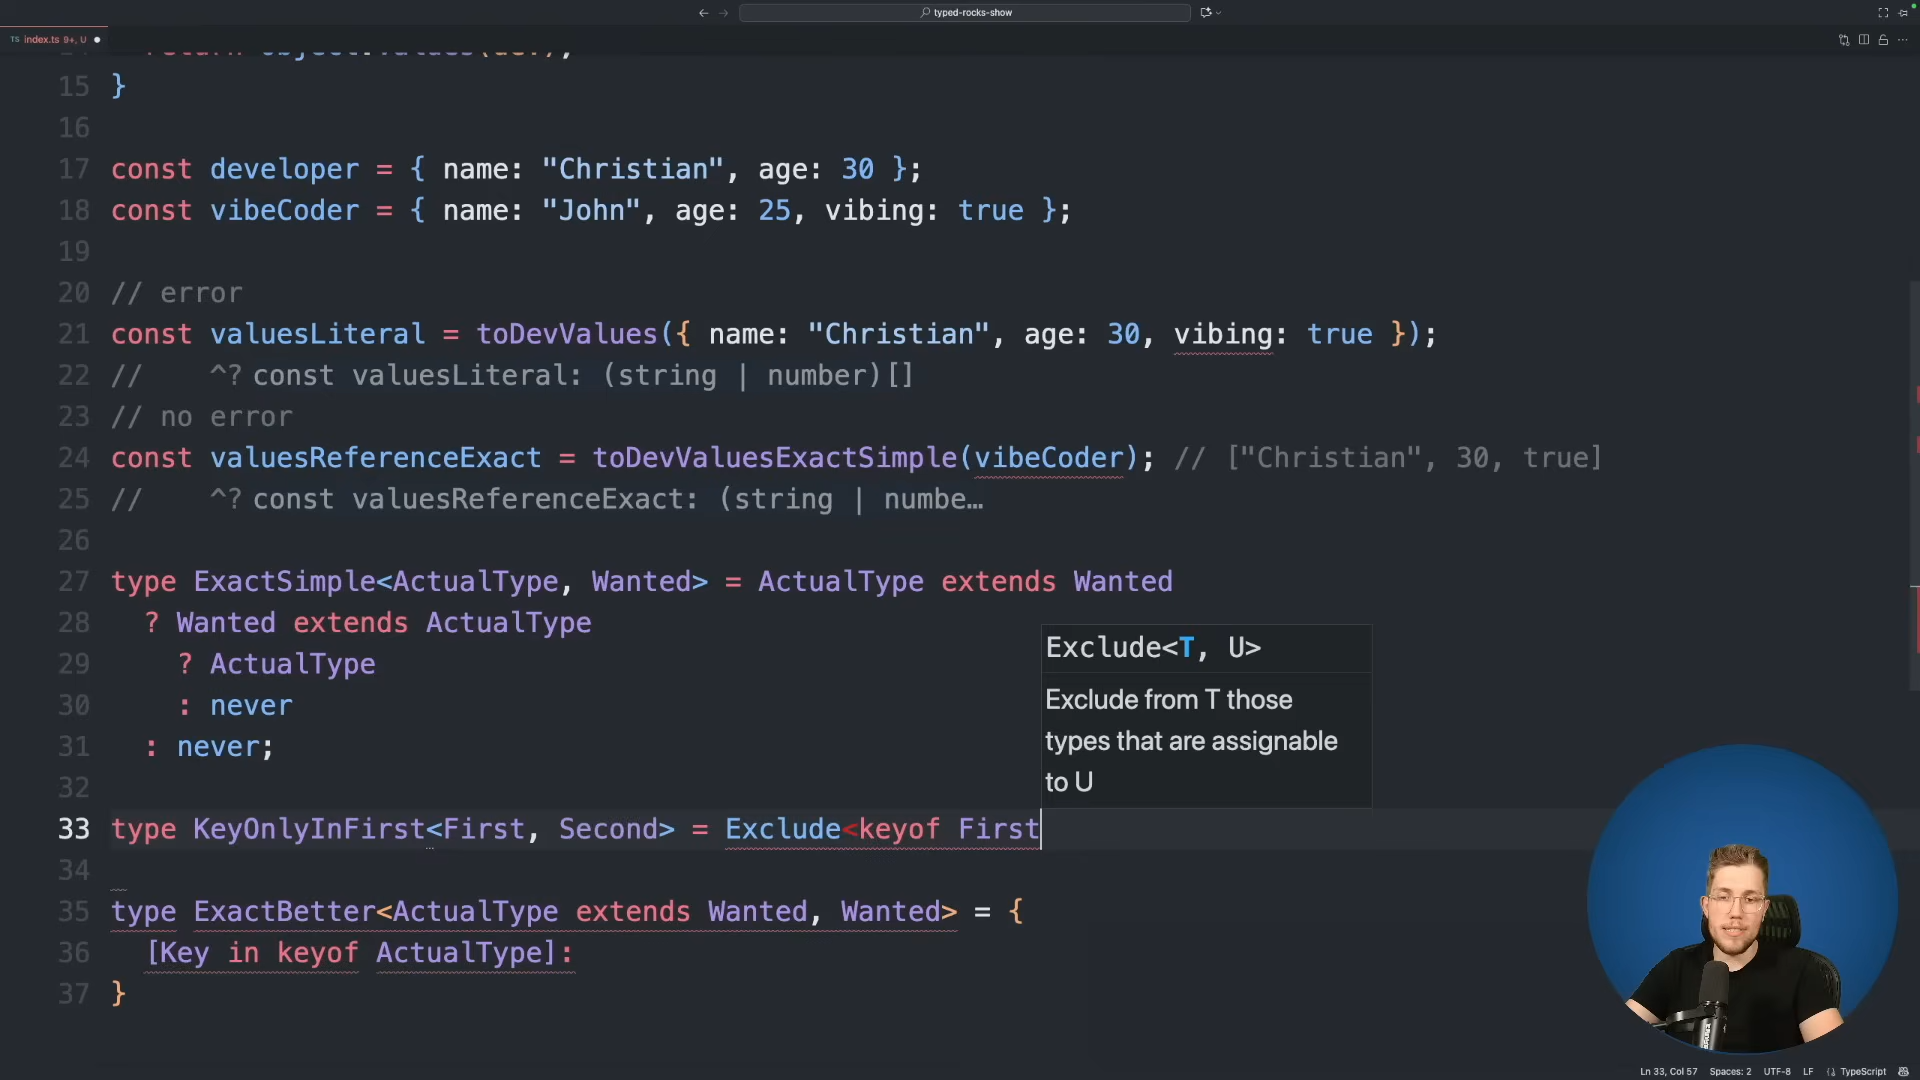 typed-rocks-show
TS index.ts 9+, U
15 }
16
17 const developer = { name: "Christian", age: 30 };
18 const vibeCoder = { name: "John", age: 25, vibing: true };
19
20 // error
21 const valuesLiteral = toDevValues({ name: "Christian", age: 30, vibing: true });
22 //    ^? const valuesLiteral: (string | number)[]
23 // no error
24 const valuesReferenceExact = toDevValuesExactSimple(vibeCoder); // ["Christian", 30, true]
25 //    ^? const valuesReferenceExact: (string | numbe…
26
27 type ExactSimple<ActualType, Wanted> = ActualType extends Wanted
28   ? Wanted extends ActualType
29     ? ActualType
30     : never
31   : never;
32
33 type KeyOnlyInFirst<First, Second> = Exclude<keyof First
34
35 type ExactBetter<ActualType extends Wanted, Wanted> = {
36   [Key in keyof ActualType]:
37 }
Exclude<T, U>
Exclude from T those
types that are assignable
to U
Ln 33, Col 57 Spaces: 2 UTF-8 LF {} TypeScript